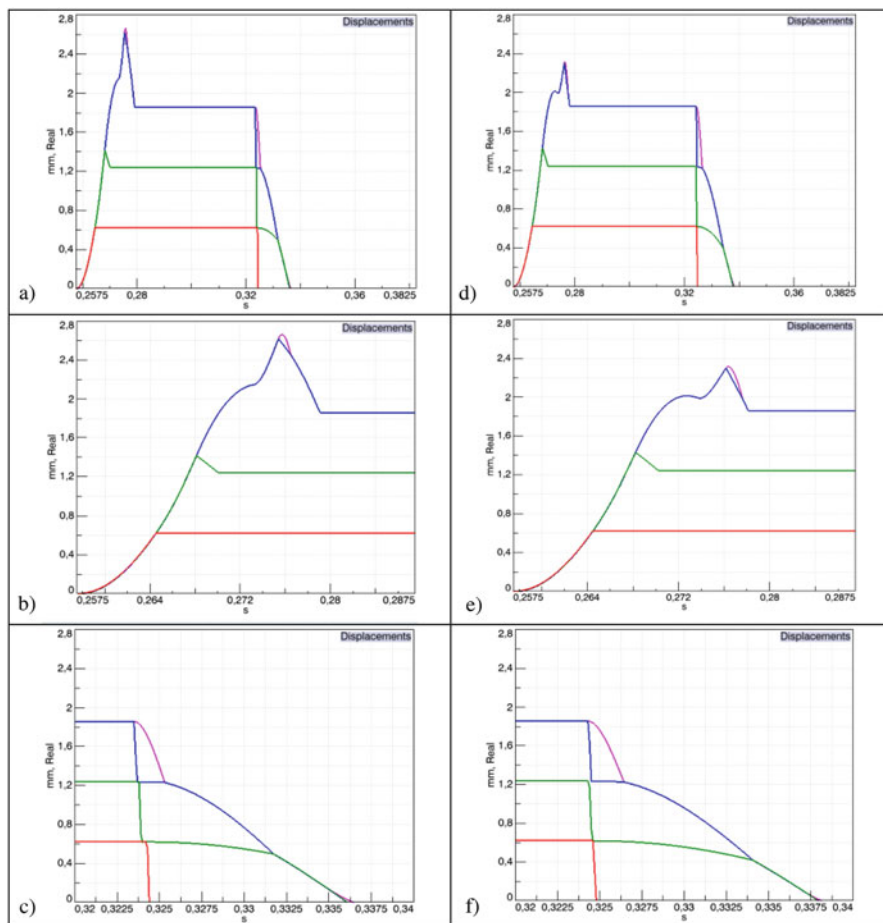 2,8
Displacements
2,4
2
1,6
1,2
0,8
0,4
0
mm, Real
0,2575 0,28 0,32 0,36 0,3825
s
a)
2,8
Displacements
2,4
2
1,6
1,2
0,8
0,4
0
mm, Real
0,2575 0,28 0,32 0,36 0,3825
s
d)
2,8
Displacements
2,4
2
1,6
1,2
0,8
0,4
0
mm, Real
0,2575 0,264 0,272 0,28 0,2875
s
b)
2,8
Displacements
2,4
2
1,6
1,2
0,8
0,4
0
mm, Real
0,2575 0,264 0,272 0,28 0,2875
s
e)
2,8
Displacements
2,4
2
1,6
1,2
0,8
0,4
0
mm, Real
0,32 0,3225 0,325 0,3275 0,33 0,3325 0,335 0,3375 0,34
s
c)
2,8
Displacements
2,4
2
1,6
1,2
0,8
0,4
0
mm, Real
0,32 0,3225 0,325 0,3275 0,33 0,3325 0,335 0,3375 0,34
s
f)